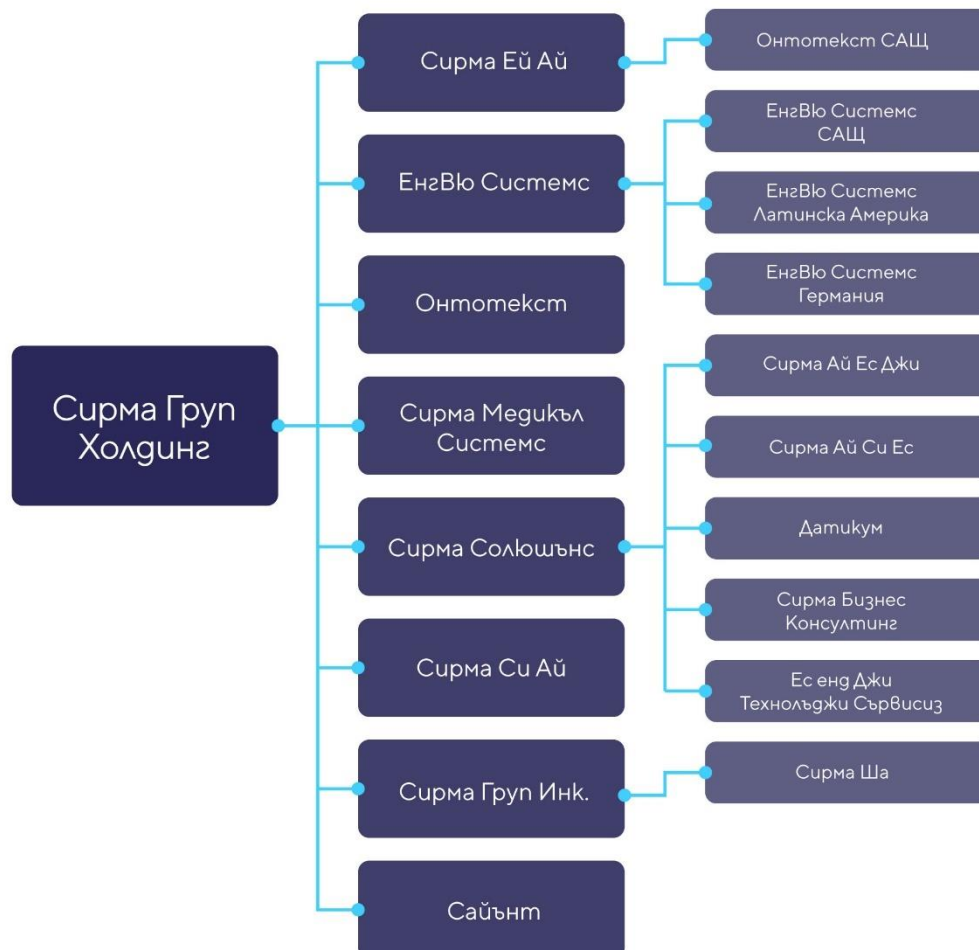 Сирма Груп
Холдинг
Сирма Ей Ай
Онтотекст САЩ
ЕнгВю Системс
ЕнгВю Системс
САЩ
ЕнгВю Системс
Латинска Америка
ЕнгВю Системс
Германия
Онтотекст
Сирма Медикъл
Системс
Сирма Солюшънс
Сирма Ай Ес Джи
Сирма Ай Си Ес
Датикум
Сирма Бизнес
Консултинг
Ес енд Джи
Технолъджи Сървисиз
Сирма Си Ай
Сирма Груп Инк.
Сирма Ша
Сайънт